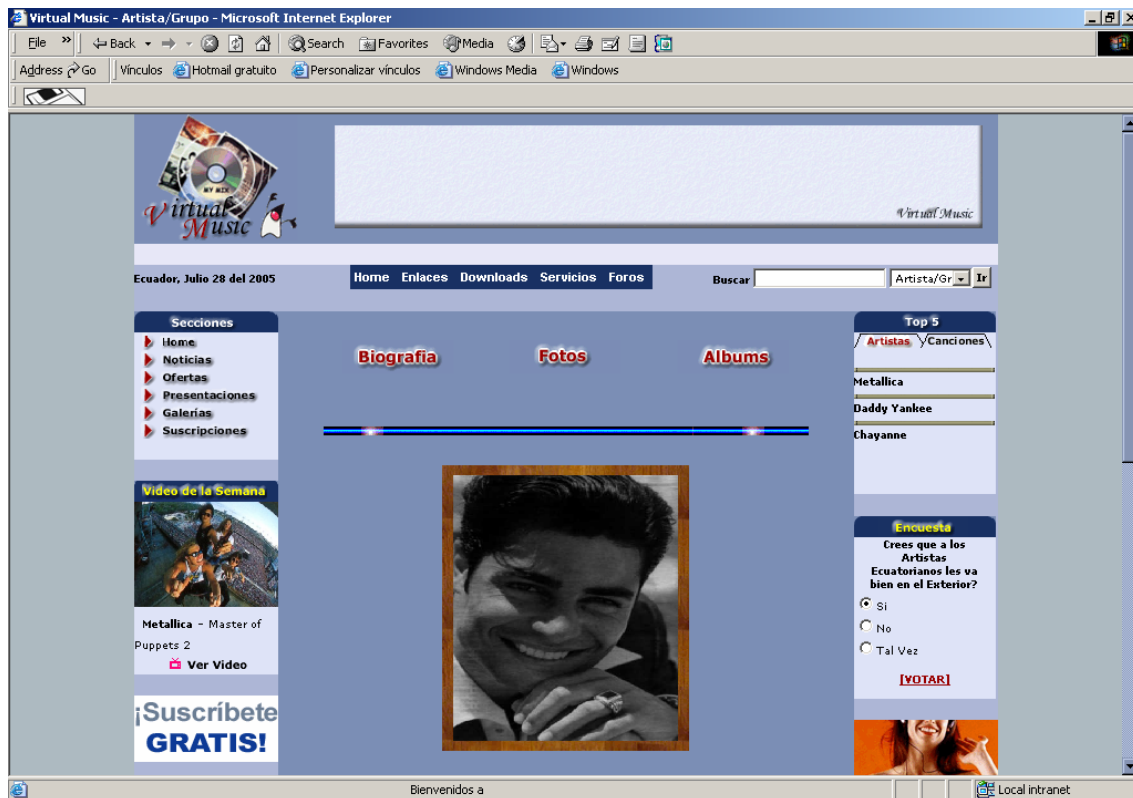 Virtual Music - Artista/Grupo - Microsoft Internet Explorer
File » Back Search Favorites Media
Address Go Vínculos Hotmail gratuito Personalizar vínculos Windows Media Windows
MY MIX
Virtual Music
Virtual Music
Ecuador, Julio 28 del 2005
Home Enlaces Downloads Servicios Foros
Buscar Artista/Gr Ir
Secciones
Home
Noticias
Ofertas
Presentaciones
Galerías
Suscripciones
Video de la Semana
Metallica - Master of
Puppets 2
Ver Video
¡Suscríbete
GRATIS!
Biografia Fotos Albums
Top 5
Artistas Canciones
Metallica
Daddy Yankee
Chayanne
Encuesta
Crees que a los
Artistas
Ecuatorianos les va
bien en el Exterior?
Si
No
Tal Vez
[VOTAR]
Bienvenidos a
Local intranet